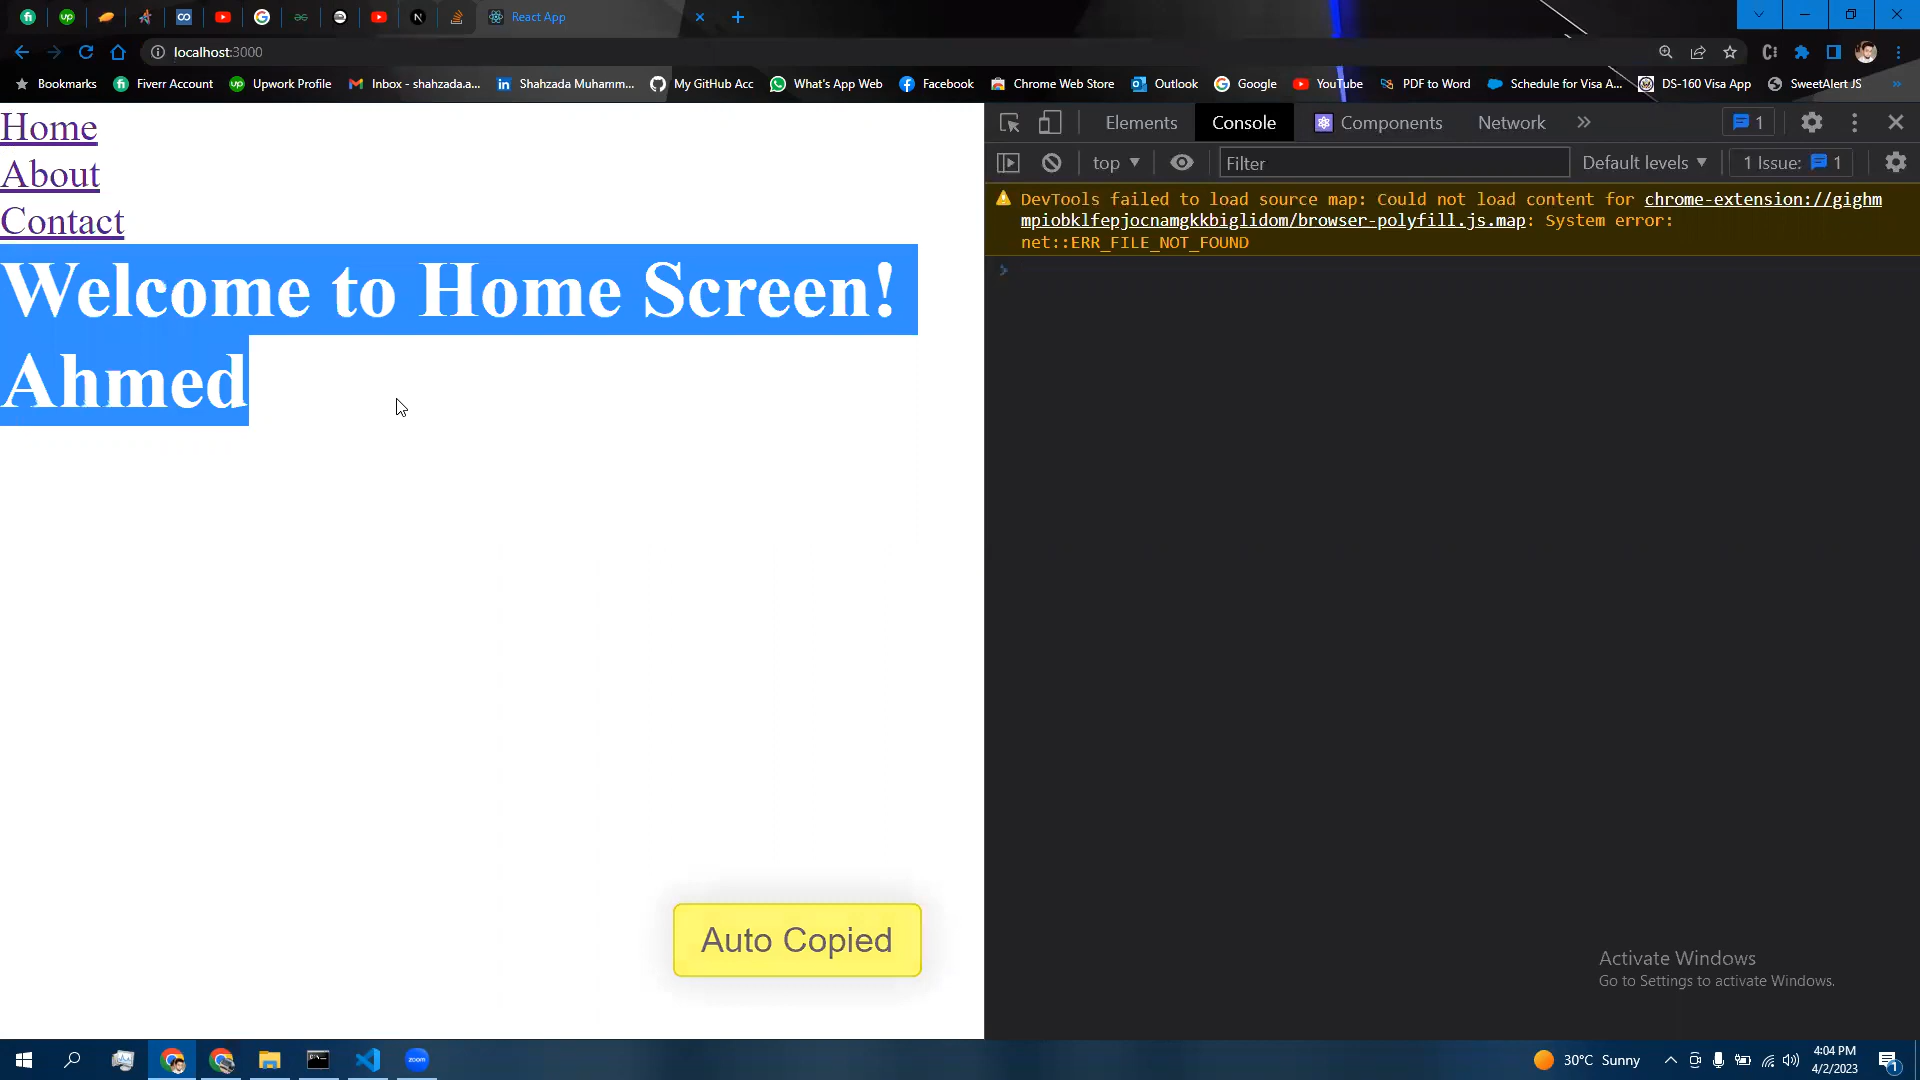 React App
localhost:3000
Bookmarks
Fiverr Account
Upwork Profile
Inbox - shahzada.a...
Shahzada Muhamm...
My GitHub Acc
What's App Web
Facebook
Chrome Web Store
Outlook
Google
YouTube
PDF to Word
Schedule for Visa A...
DS-160 Visa App
SweetAlert JS
Home
About
Contact
Welcome to Home Screen!
Ahmed
Auto Copied
Elements
Console
Components
Network
1
top
Filter
Default levels
1 Issue: 1
DevTools failed to load source map: Could not load content for chrome-extension://gighm
mpiobklfepjocnamgkkbiglidom/browser-polyfill.js.map: System error:
net::ERR_FILE_NOT_FOUND
Activate Windows
Go to Settings to activate Windows.
zoom
30°C Sunny
4:04 PM
4/2/2023
1